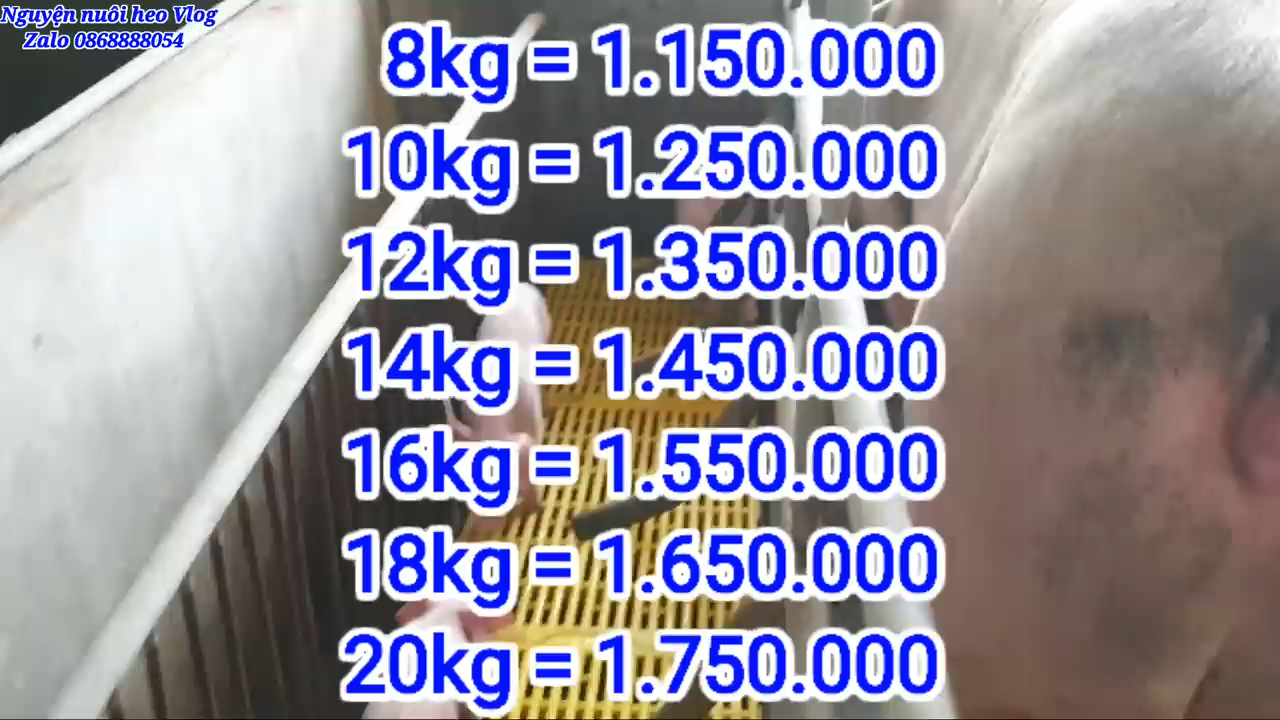 Nguyện nuôi heo Vlog
Zalo 0868888054
8kg = 1.150.000
10kg = 1.250.000
12kg = 1.350.000
14kg = 1.450.000
16kg = 1.550.000
18kg = 1.650.000
20kg = 1.750.000